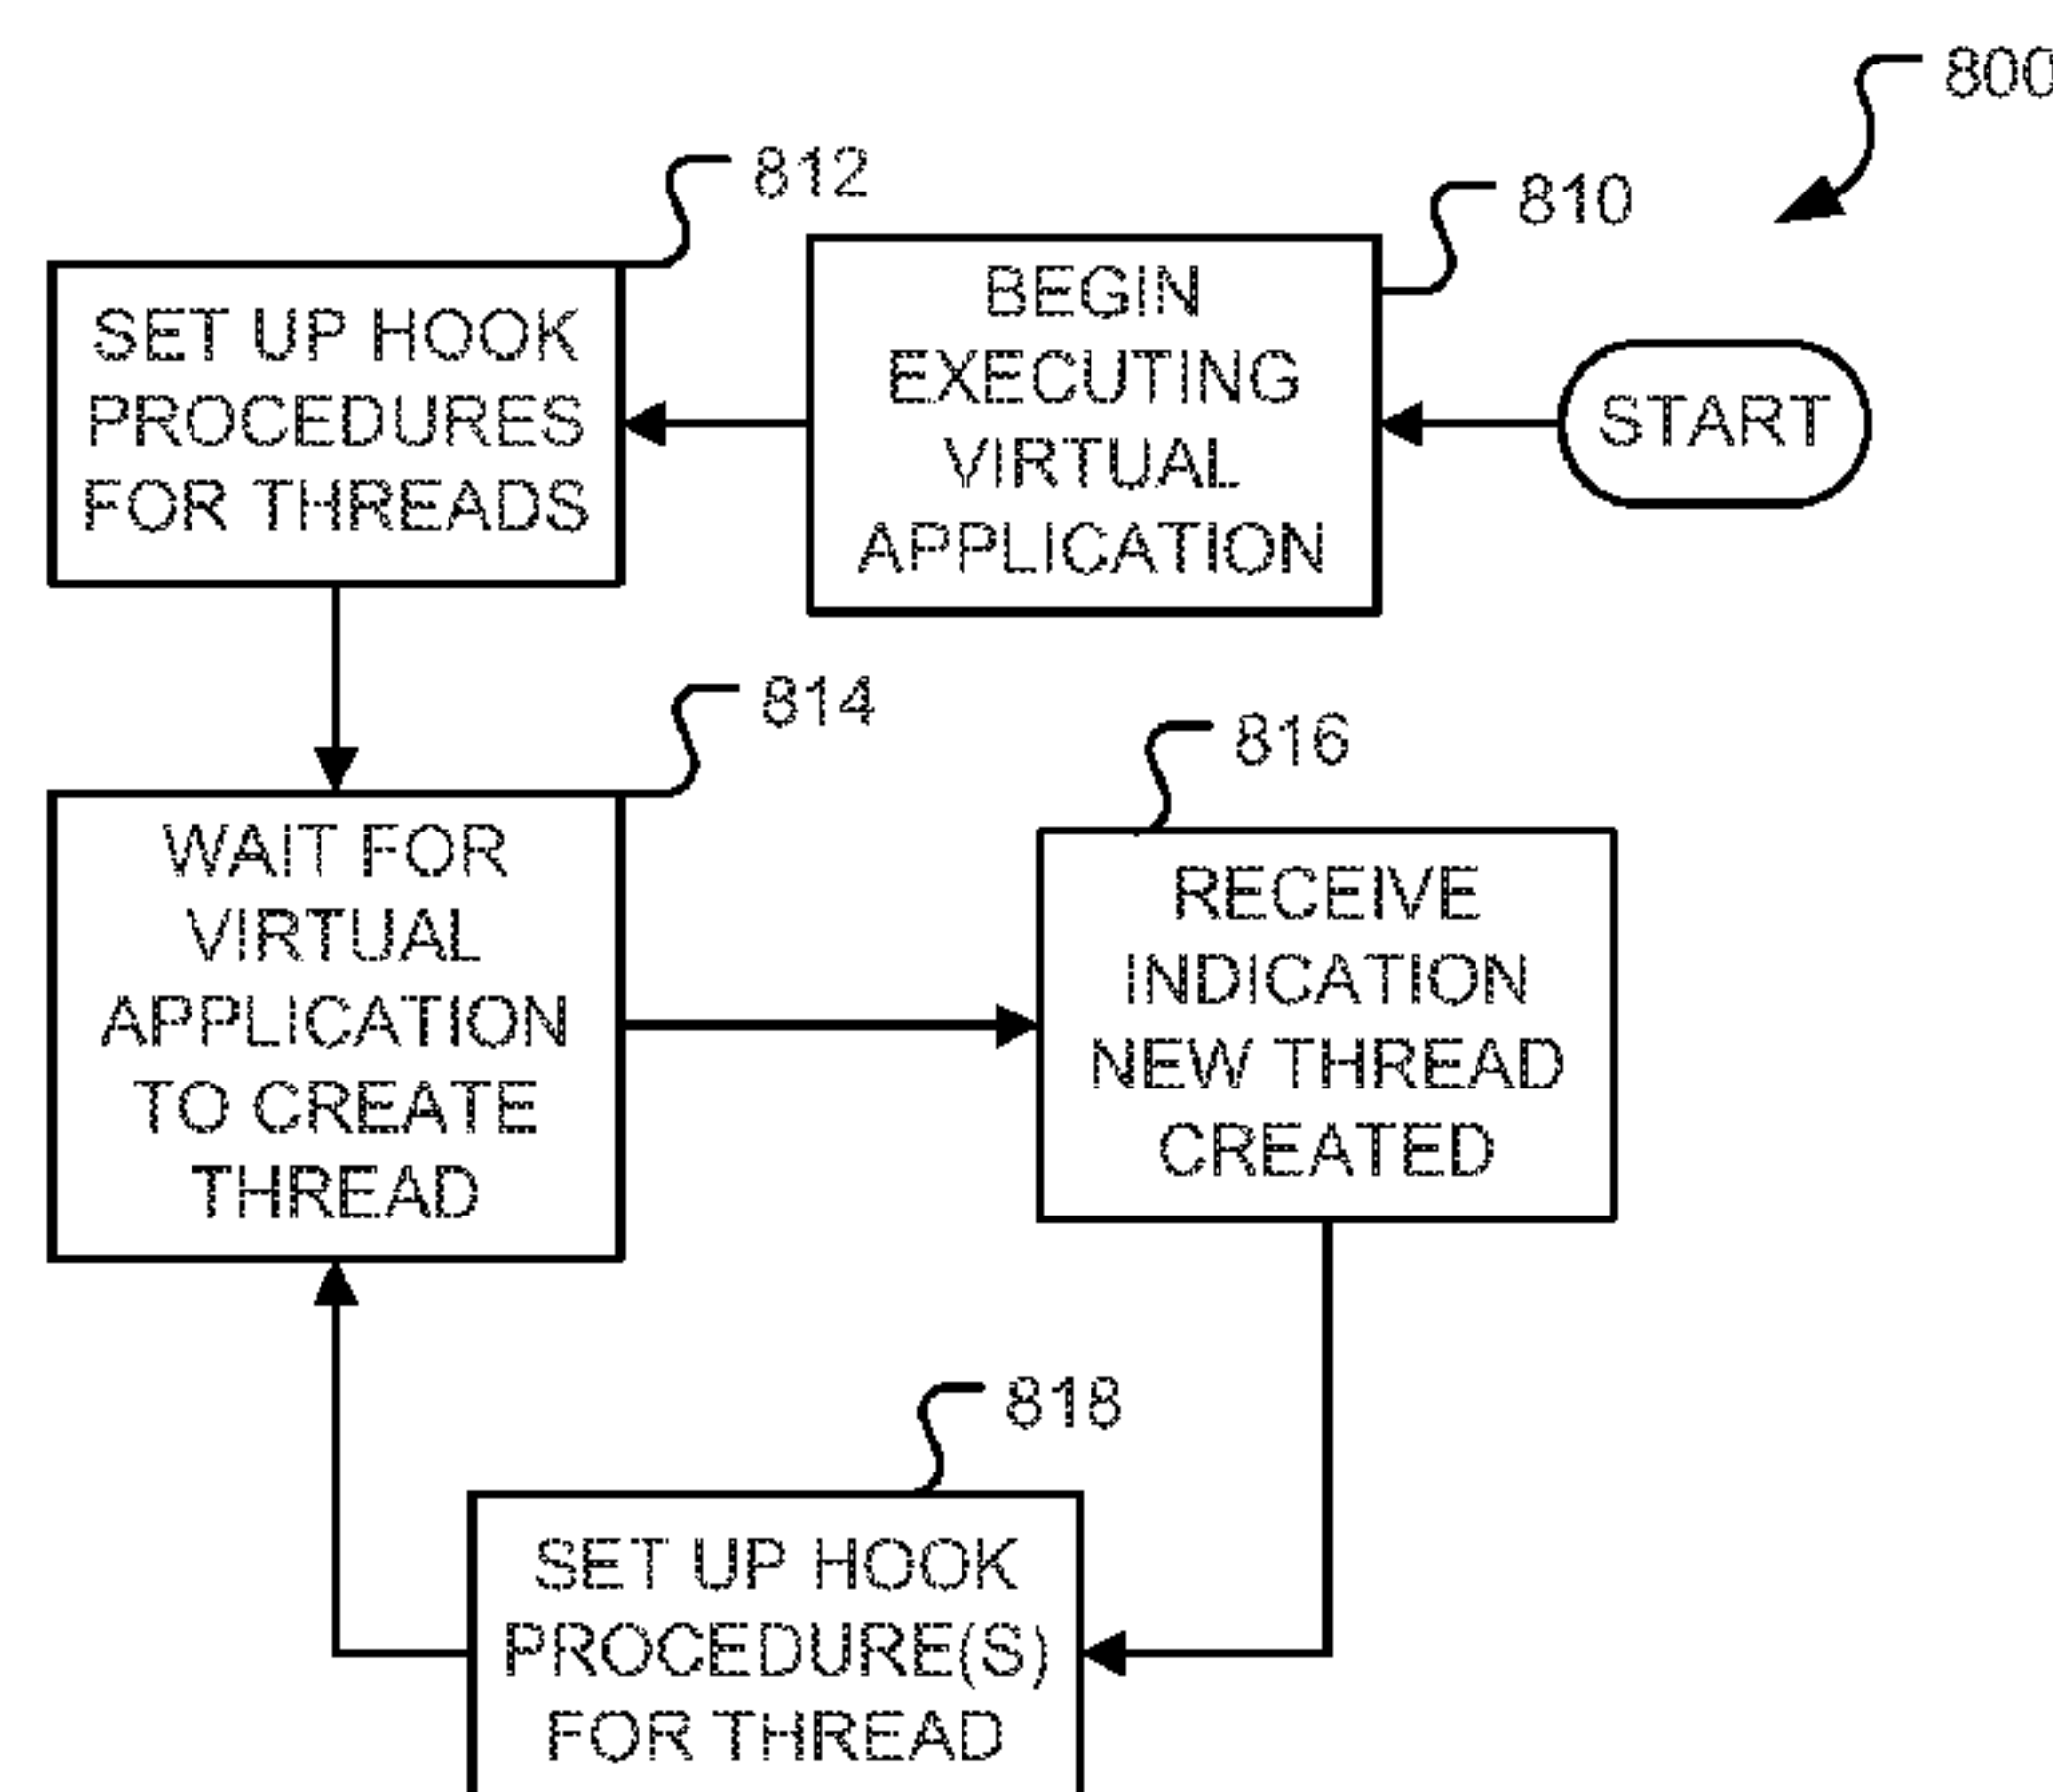 800
812
810
SET UP HOOK
PROCEDURES
FOR THREADS
BEGIN
EXECUTING
VIRTUAL
APPLICATION
START
814
816
WAIT FOR
VIRTUAL
APPLICATION
TO CREATE
THREAD
RECEIVE
INDICATION
NEW THREAD
CREATED
818
SET UP HOOK
PROCEDURE(S)
FOR THREAD